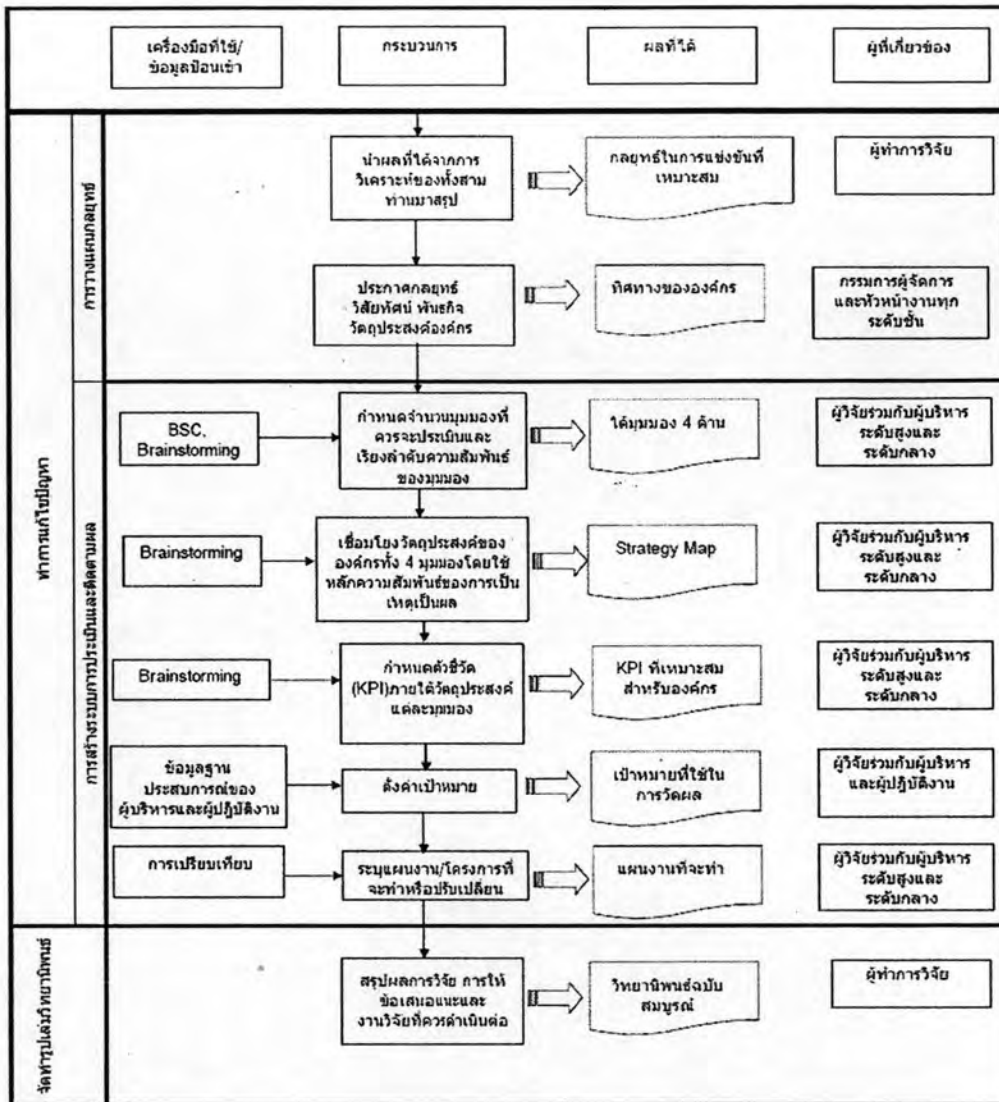 เครื่องมือที่ใช้/
ข้อมูลป้อนเข้า
กระบวนการ
ผลที่ได้
ผู้ที่เกี่ยวข้อง
ทำการแก้ไขปัญหา
การวางแผนกลยุทธ์
นำผลที่ได้จากการ
วิเคราะห์ของทั้งสาม
ท่านมาสรุป
กลยุทธ์ในการแข่งขันที่
เหมาะสม
ผู้ทำการวิจัย
ประกาศกลยุทธ์
วิสัยทัศน์ พันธกิจ
วัตถุประสงค์องค์กร
ทิศทางขององค์กร
กรรมการผู้จัดการ
และหัวหน้างานทุก
ระดับชั้น
การสร้างระบบการประเมินและติดตามผล
BSC,
Brainstorming
กำหนดจำนวนมุมมองที่
ควรจะประเมินและ
เรียงลำดับความสัมพันธ์
ของมุมมอง
ได้มุมมอง 4 ด้าน
ผู้วิจัยร่วมกับผู้บริหาร
ระดับสูงและ
ระดับกลาง
Brainstorming
เชื่อมโยงวัตถุประสงค์ของ
องค์กรทั้ง 4 มุมมองโดยใช้
หลักความสัมพันธ์ของการเป็น
เหตุเป็นผล
Strategy Map
ผู้วิจัยร่วมกับผู้บริหาร
ระดับสูงและ
ระดับกลาง
Brainstorming
กำหนดตัวชี้วัด
(KPI)ภายใต้วัตถุประสงค์
แต่ละมุมมอง
KPI ที่เหมาะสม
สำหรับองค์กร
ผู้วิจัยร่วมกับผู้บริหาร
ระดับสูงและ
ระดับกลาง
ข้อมูลฐาน
ประสบการณ์ของ
ผู้บริหารและผู้ปฏิบัติงาน
ตั้งค่าเป้าหมาย
เป้าหมายที่ใช้ใน
การวัดผล
ผู้วิจัยร่วมกับผู้บริหาร
และผู้ปฏิบัติงาน
การเปรียบเทียบ
ระบุแผนงาน/โครงการที่
จะทำหรือปรับเปลี่ยน
แผนงานที่จะทำ
ผู้วิจัยร่วมกับผู้บริหาร
ระดับสูงและ
ระดับกลาง
จัดทำรูปเล่มวิทยานิพนธ์
สรุปผลการวิจัย การให้
ข้อเสนอแนะและ
งานวิจัยที่ควรดำเนินต่อ
วิทยานิพนธ์ฉบับ
สมบูรณ์
ผู้ทำการวิจัย